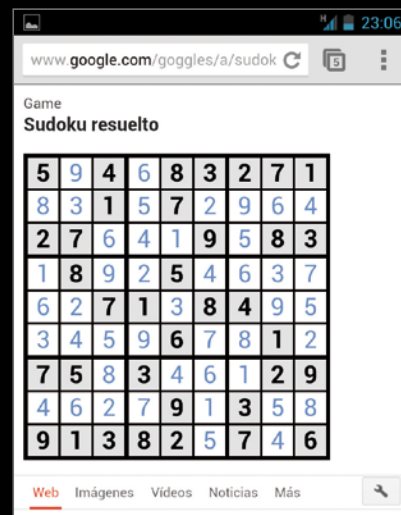 H 23:06
www.google.com/goggles/a/sudok 5
Game
Sudoku resuelto
5 9 4 6 8 3 2 7 1
8 3 1 5 7 2 9 6 4
2 7 6 4 1 9 5 8 3
1 8 9 2 5 4 6 3 7
6 2 7 1 3 8 4 9 5
3 4 5 9 6 7 8 1 2
7 5 8 3 4 6 1 2 9
4 6 2 7 9 1 3 5 8
9 1 3 8 2 5 7 4 6
Web Imágenes Vídeos Noticias Más